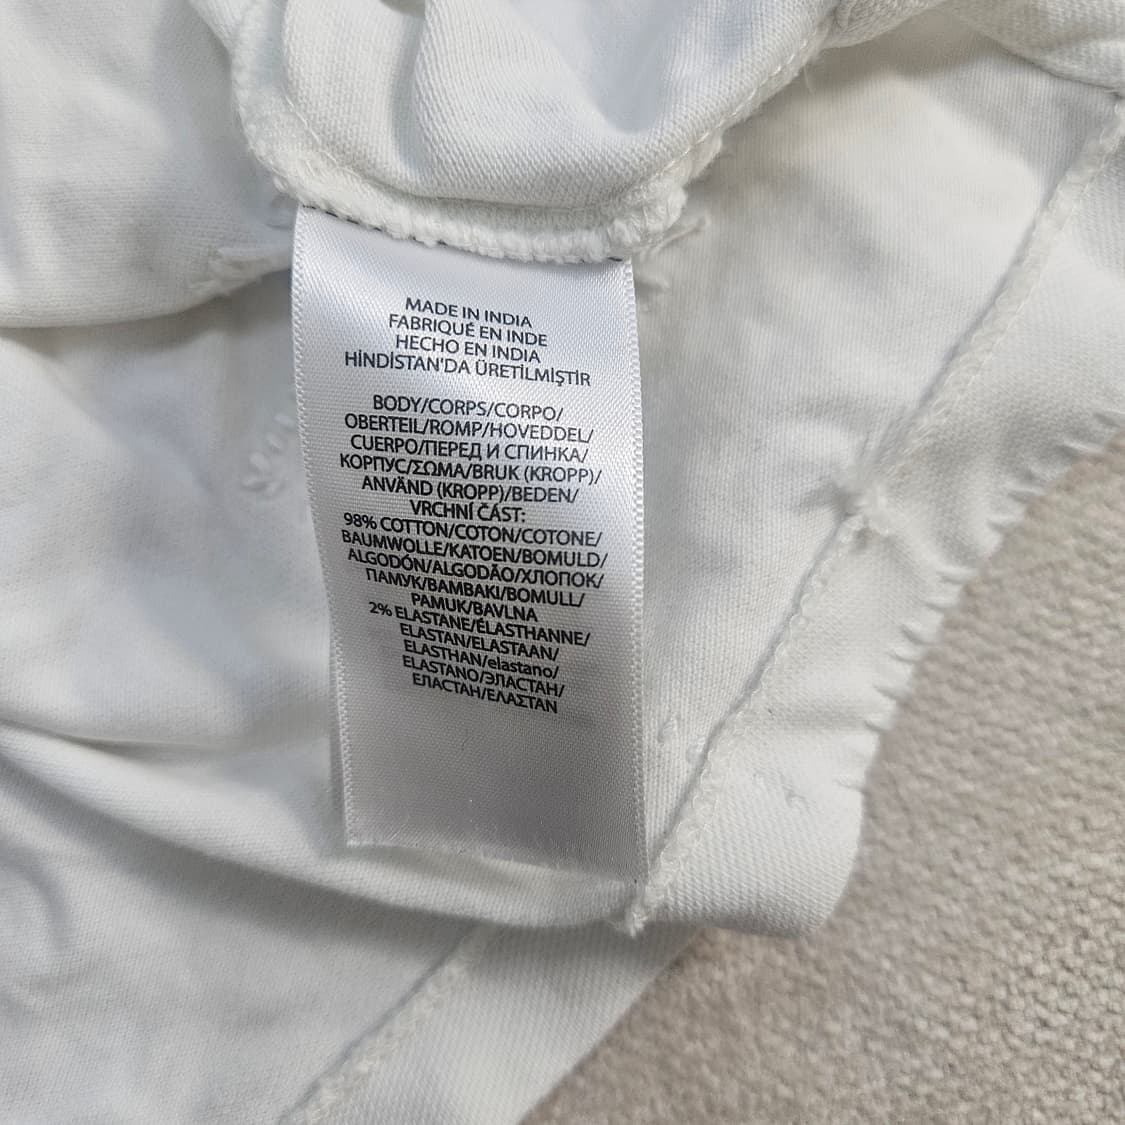 MADE IN INDIA
FABRIQUÉ EN INDE
HECHO EN INDIA
HİNDİSTAN'DA ÜRETİLMİŞTİR
BODY/CORPS/CORPO/
OBERTEIL/ROMP/HOVEDDEL/
CUERPO/ПЕРЕД И СПИНКА/
КОРПУС/ΣΩΜΑ/BRUK (KROPP)/
ANVÄND (KROPP)/BEDEN/
VRCHNÍ ČÁST:
98% COTTON/COTON/COTONE/
BAUMWOLLE/KATOEN/BOMULD/
ALGODÓN/ALGODÃO/ХЛОПОК/
ПАМУК/ΒΑΜΒΑΚΙ/BOMULL/
PAMUK/BAVLNA
2% ELASTANE/ÉLASTHANNE/
ELASTAN/ELASTAAN/
ELASTHAN/elastano/
ELASTANO/ЭЛАСТАН/
ЕЛАСТАН/ΕΛΑΣΤΑΝ